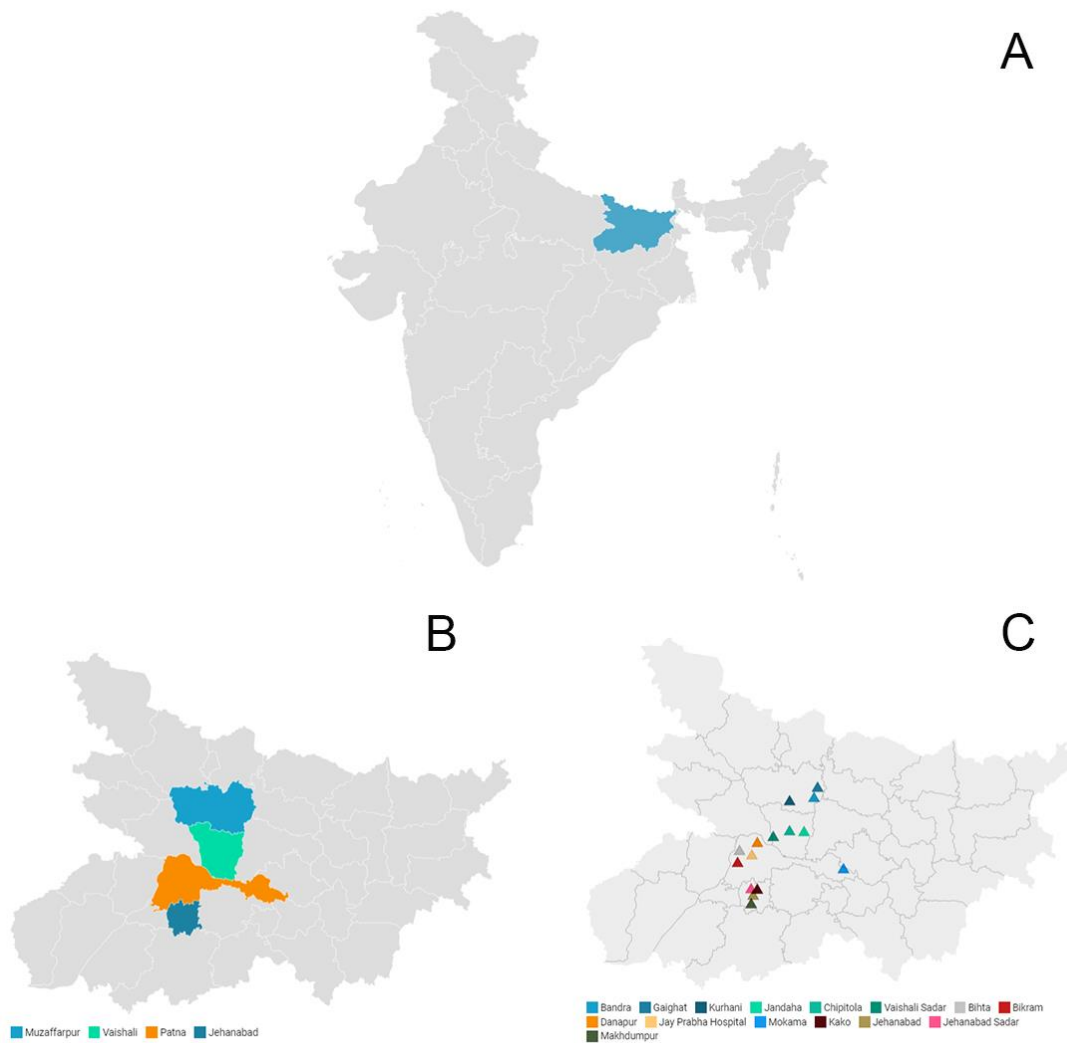 A
B
C
Muzaffarpur Vaishali Patna Jehanabad
Bandra Gaighat Kurhani Jandaha Chipitola Vaishali Sadar Bihta Bikram
Danapur Jay Prabha Hospital Mokama Kako Jehanabad Jehanabad Sadar
Makhdumpur